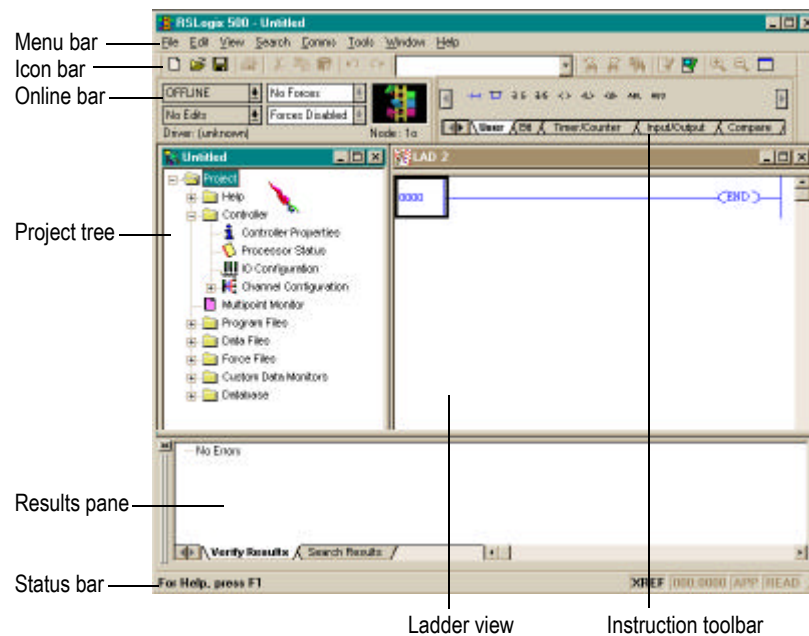 RSLogix 500 - Untitled
Menu bar
File Edit View Search Comms Tools Window Help
Icon bar
Online bar
OFFLINE No Forces
No Edits Forces Disabled
Driver: (unknown) Node: 1o
User Bit Timer/Counter Input/Output Compare
Untitled
LAD 2
Project
Help
0000 END
Controller
Controller Properties
Project tree
Processor Status
IO Configuration
Channel Configuration
Multipoint Monitor
Program Files
Data Files
Force Files
Custom Data Monitors
Database
No Errors
Results pane
Verify Results Search Results
Status bar
For Help, press F1 XREF 000:0000 APP READ
Ladder view Instruction toolbar